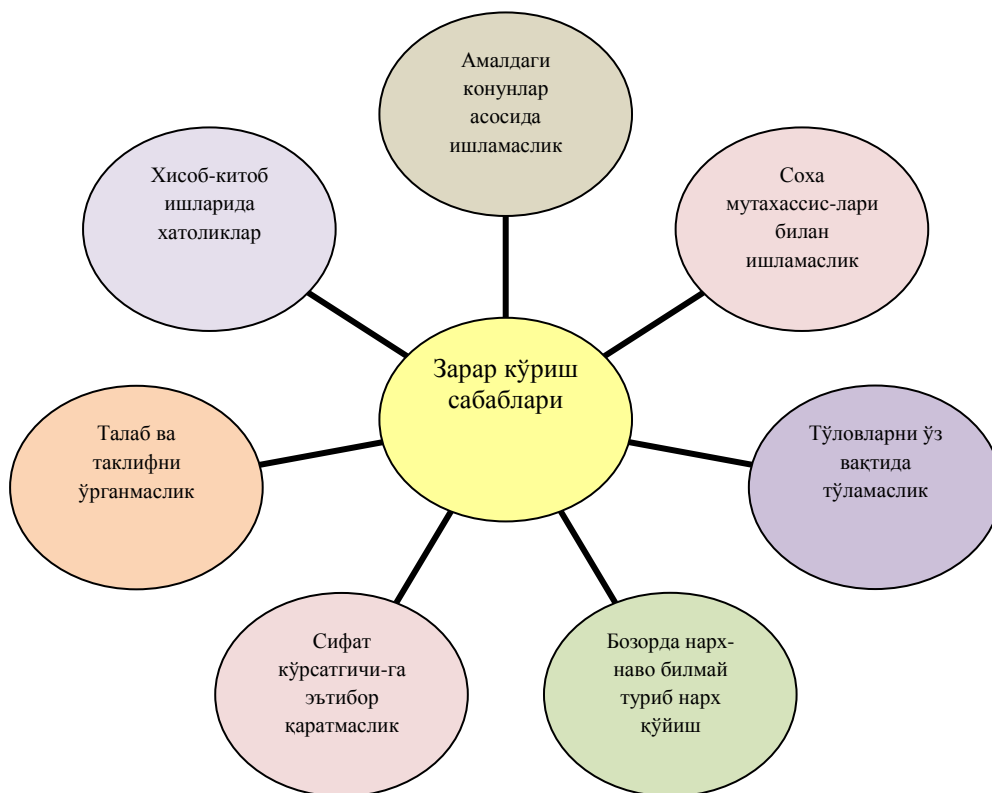 Амалдаги
конунлар
асосида
ишламаслик
Хисоб-китоб
ишларида
хатоликлар
Соха
мутахассис-лари
билан
ишламаслик
Зарар кўриш
сабаблари
Талаб ва
таклифни
ўрганмаслик
Тўловларни ўз
вақтида
тўламаслик
Сифат
кўрсатгичи-га
эътибор
қаратмаслик
Бозорда нарх-
наво билмай
туриб нарх
қўйиш